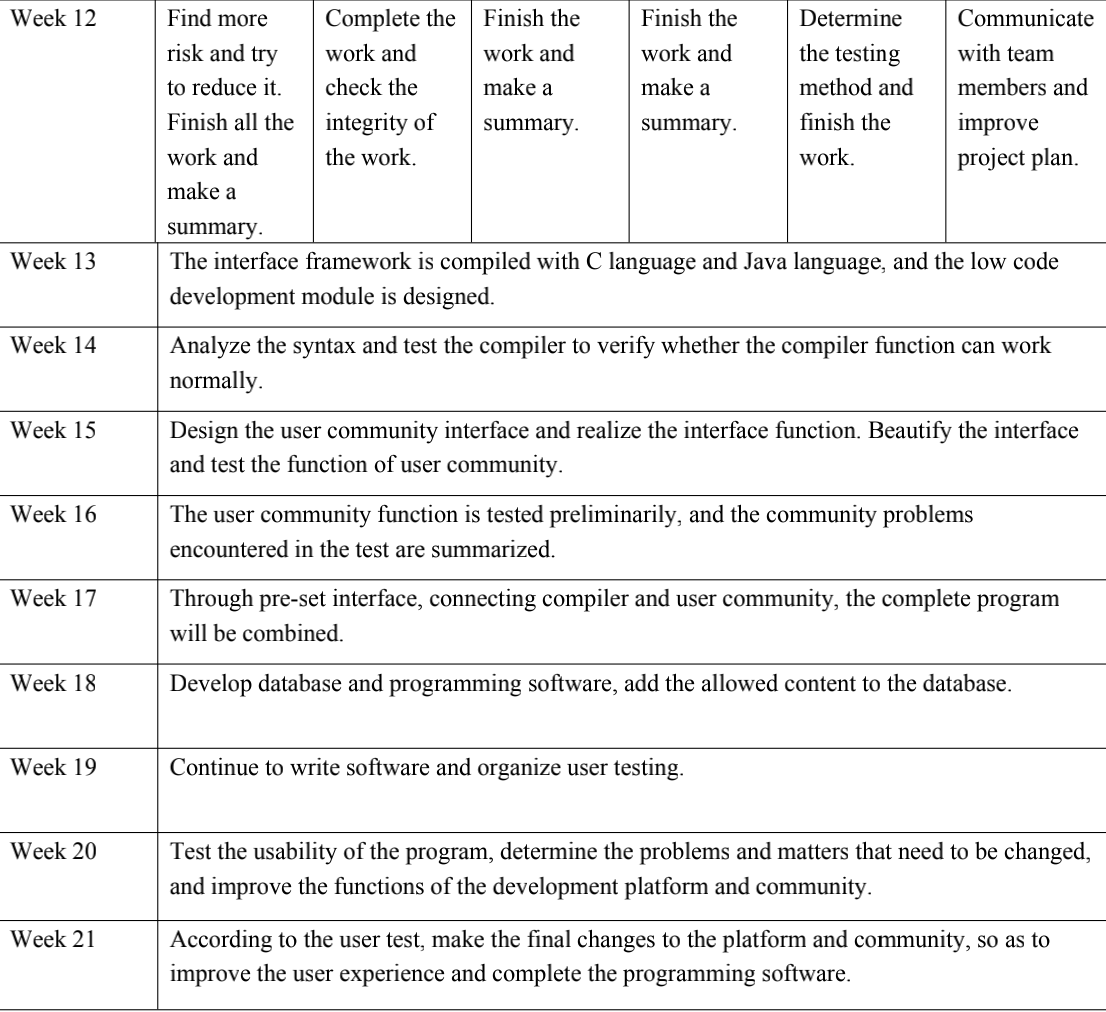 Week 12
Find more
risk and try
to reduce it.
Finish all the
work and
make a
summary.
Complete the
work and
check the
integrity of
the work.
Finish the
work and
make a
summary.
Finish the
work and
make a
summary.
Determine
the testing
method and
finish the
work.
Communicate
with team
members and
improve
project plan.
Week 13
The interface framework is compiled with C language and Java language, and the low code
development module is designed.
Week 14
Analyze the syntax and test the compiler to verify whether the compiler function can work
normally.
Week 15
Design the user community interface and realize the interface function. Beautify the interface
and test the function of user community.
Week 16
The user community function is tested preliminarily, and the community problems
encountered in the test are summarized.
Week 17
Through pre-set interface, connecting compiler and user community, the complete program
will be combined.
Week 18
Develop database and programming software, add the allowed content to the database.
Week 19
Continue to write software and organize user testing.
Week 20
Test the usability of the program, determine the problems and matters that need to be changed,
and improve the functions of the development platform and community.
Week 21
According to the user test, make the final changes to the platform and community, so as to
improve the user experience and complete the programming software.